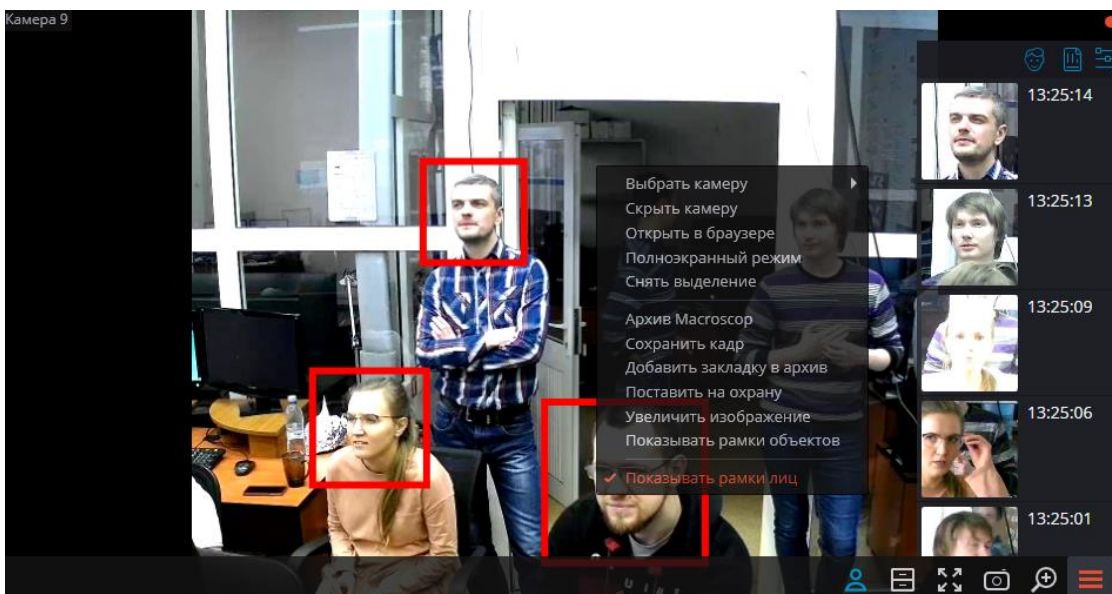 Камера 9
13:25:14
13:25:13
13:25:09
13:25:06
13:25:01
Выбрать камеру
Скрыть камеру
Открыть в браузере
Полноэкранный режим
Снять выделение
Архив Macroscop
Сохранить кадр
Добавить закладку в архив
Поставить на охрану
Увеличить изображение
Показывать рамки объектов
Показывать рамки лиц